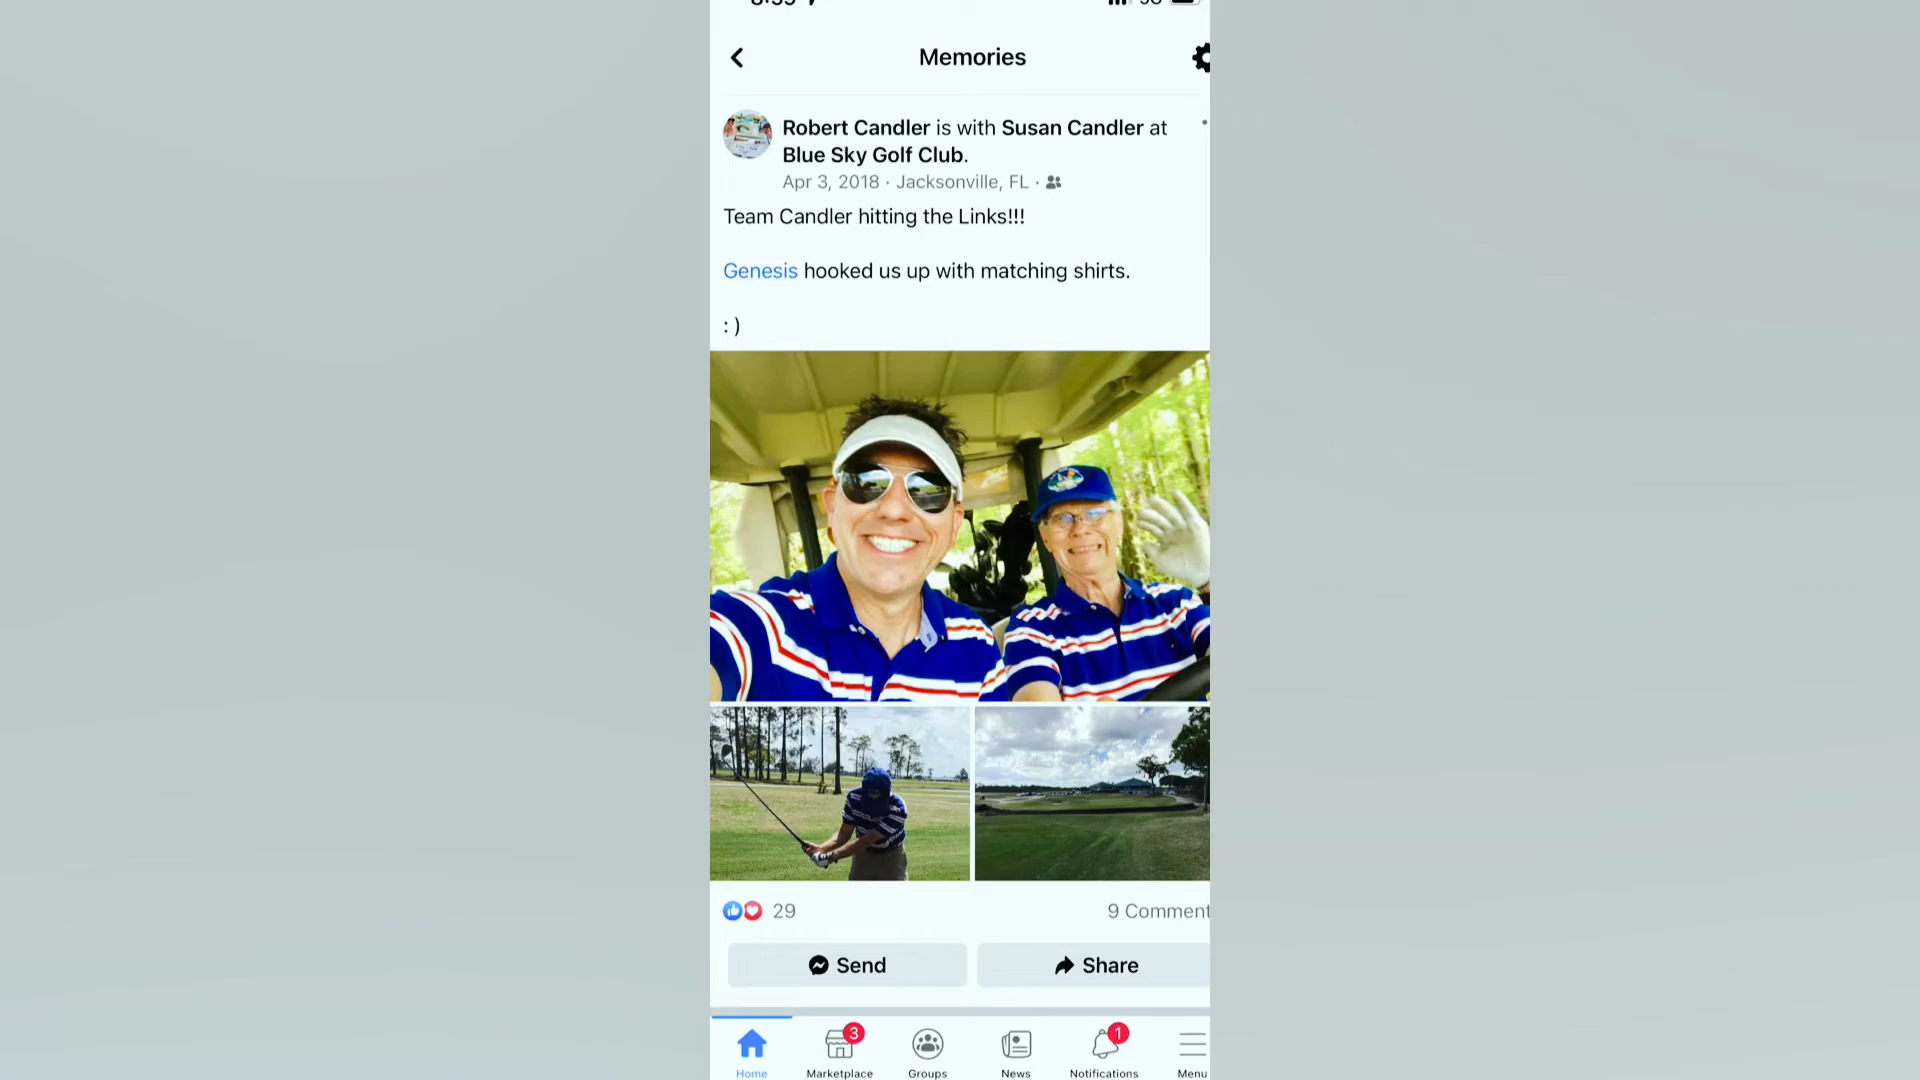 Memories
Robert Candler is with Susan Candler at
Blue Sky Golf Club.
Apr 3, 2018 · Jacksonville, FL ·
Team Candler hitting the Links!!!
Genesis hooked us up with matching shirts.
: )
29
9 Comment
Send
Share
3
1
Home
Marketplace
Groups
News
Notifications
Menu